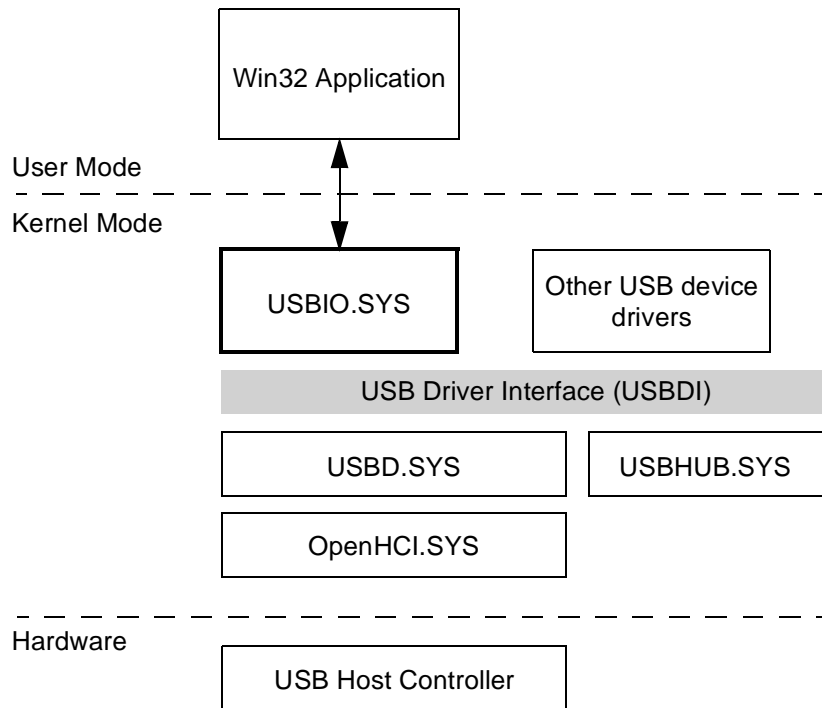 Win32 Application
User Mode
Kernel Mode
USBIO.SYS
Other USB device
drivers
USB Driver Interface (USBDI)
USBD.SYS
USBHUB.SYS
OpenHCI.SYS
Hardware
USB Host Controller